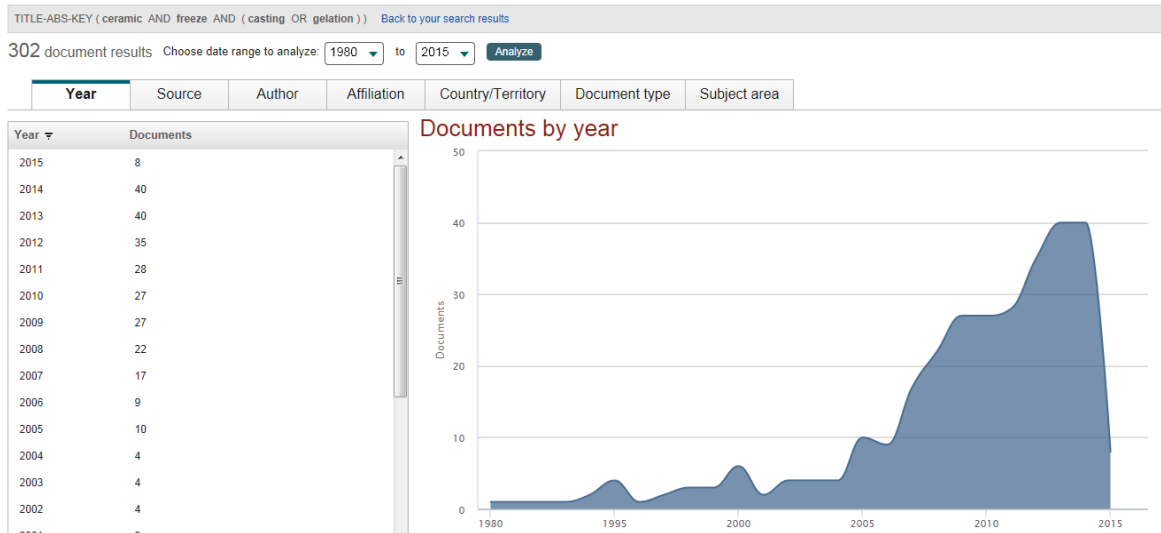 TITLE-ABS-KEY ( ceramic AND freeze AND ( casting OR gelation ) ) Back to your search results
302 document results Choose date range to analyze: 1980 to 2015 Analyze
Year Source Author Affiliation Country/Territory Document type Subject area
Year Documents
2015 8
2014 40
2013 40
2012 35
2011 28
2010 27
2009 27
2008 22
2007 17
2006 9
2005 10
2004 4
2003 4
2002 4
Documents by year
50
40
30
20
10
0
Documents
1980 1995 2000 2005 2010 2015